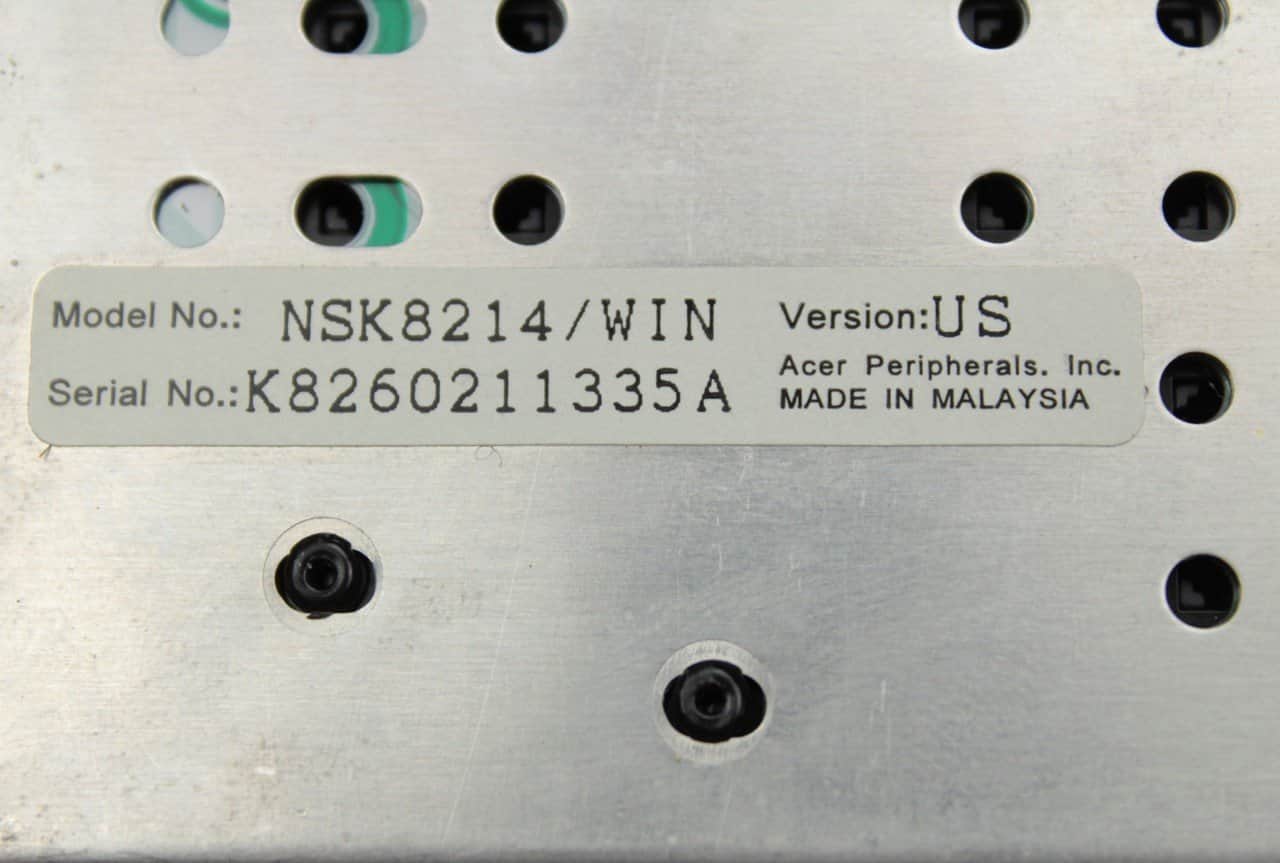 Model No.: NSK8214/WIN Version:US
Serial No.:K8260211335A Acer Peripherals. Inc.
MADE IN MALAYSIA